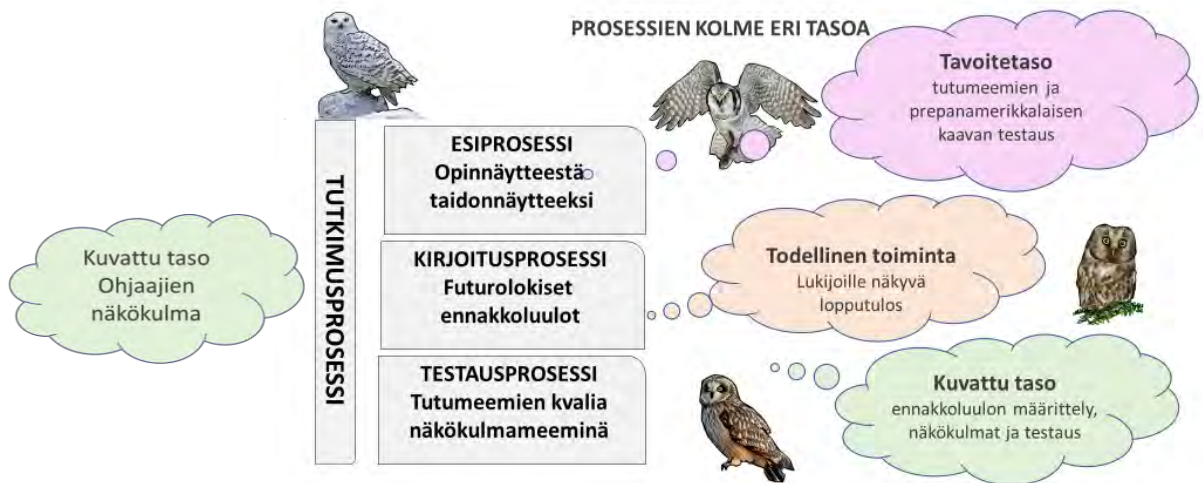 PROSESSIEN KOLME ERI TASOA
Tavoitetaso
tutumeemien ja
prepanamerikkalaisen
kaavan testaus
TUTKIMUSPROSESSI
ESIPROSESSI
Opinnäytteestä
taidonnäytteeksi
Kuvattu taso
Ohjaajien
näkökulma
KIRJOITUSPROSESSI
Futurolokiset
ennakkoluulot
Todellinen toiminta
Lukijoille näkyvä
lopputulos
TESTAUSPROSESSI
Tutumeemien kvalia
näkökulmameeminä
Kuvattu taso
ennakkoluulon määrittely,
näkökulmat ja testaus